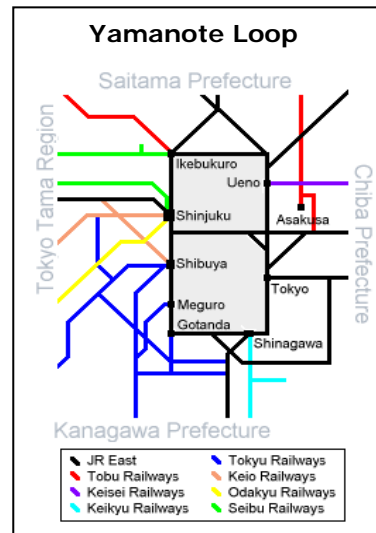 Yamanote Loop
Saitama Prefecture
Tokyo Tama Region
Chiba Prefecture
Ikebukuro
Ueno
Shinjuku
Asakusa
Shibuya
Tokyo
Meguro
Gotanda
Shinagawa
Kanagawa Prefecture
JR East
Tokyu Railways
Tobu Railways
Keio Railways
Keisei Railways
Odakyu Railways
Keikyu Railways
Seibu Railways